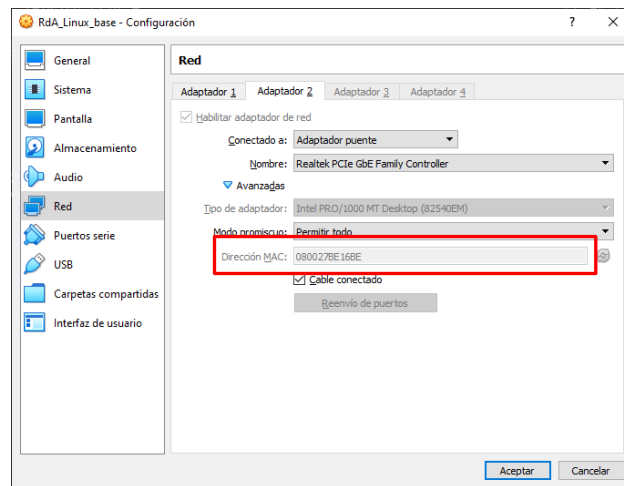 RdA_Linux_base - Configuración ? ×
General
Sistema
Pantalla
Almacenamiento
Audio
Red
Puertos serie
USB
Carpetas compartidas
Interfaz de usuario
Red
Adaptador 1 Adaptador 2 Adaptador 3 Adaptador 4
Habilitar adaptador de red
Conectado a: Adaptador puente
Nombre: Realtek PCIe GbE Family Controller
Avanzadas
Tipo de adaptador: Intel PRO/1000 MT Desktop (82540EM)
Modo promiscuo: Permitir todo
Dirección MAC: 080027BE16BE
Cable conectado
Reenvío de puertos
Aceptar Cancelar